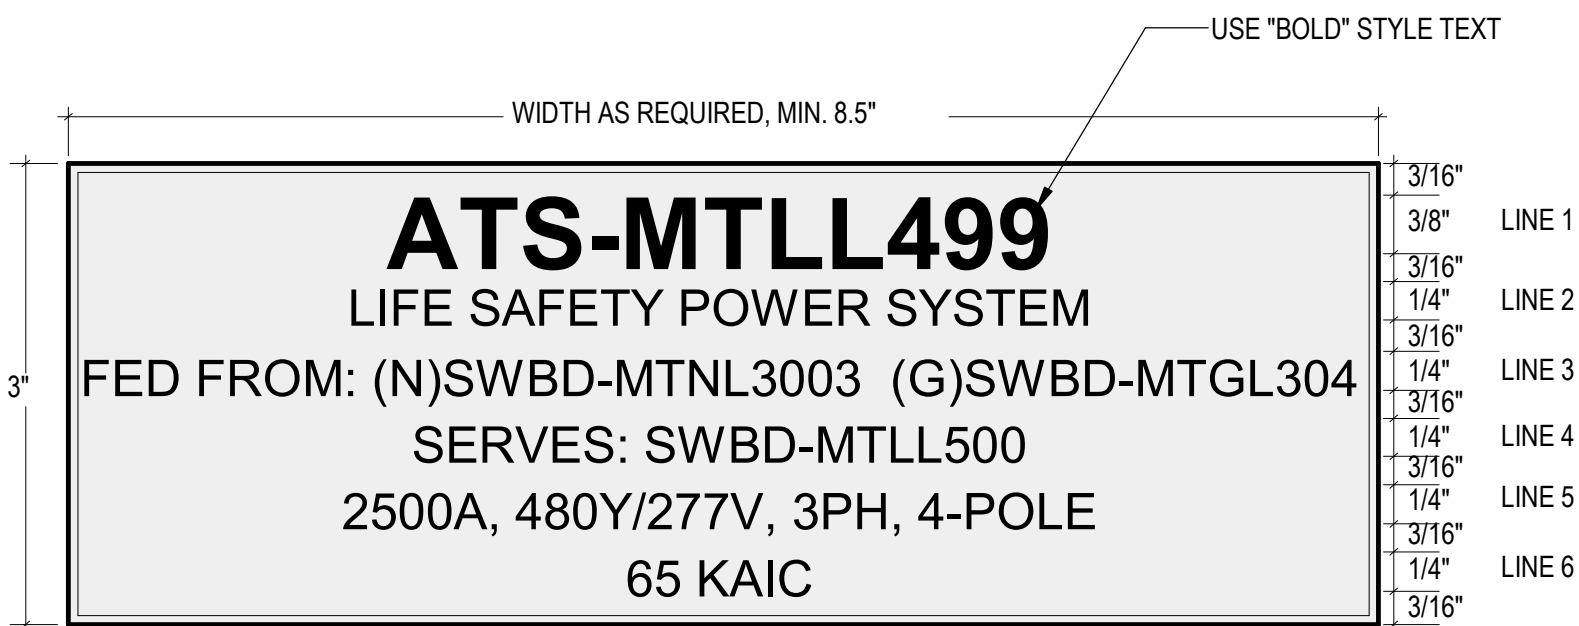 USE "BOLD" STYLE TEXT
WIDTH AS REQUIRED, MIN. 8.5"
3/16"
ATS-MTLL499
3/8" LINE 1
3/16"
LIFE SAFETY POWER SYSTEM
1/4" LINE 2
3/16"
3"
FED FROM: (N)SWBD-MTNL3003 (G)SWBD-MTGL304
1/4" LINE 3
3/16"
SERVES: SWBD-MTLL500
1/4" LINE 4
3/16"
2500A, 480Y/277V, 3PH, 4-POLE
1/4" LINE 5
3/16"
65 KAIC
1/4" LINE 6
3/16"